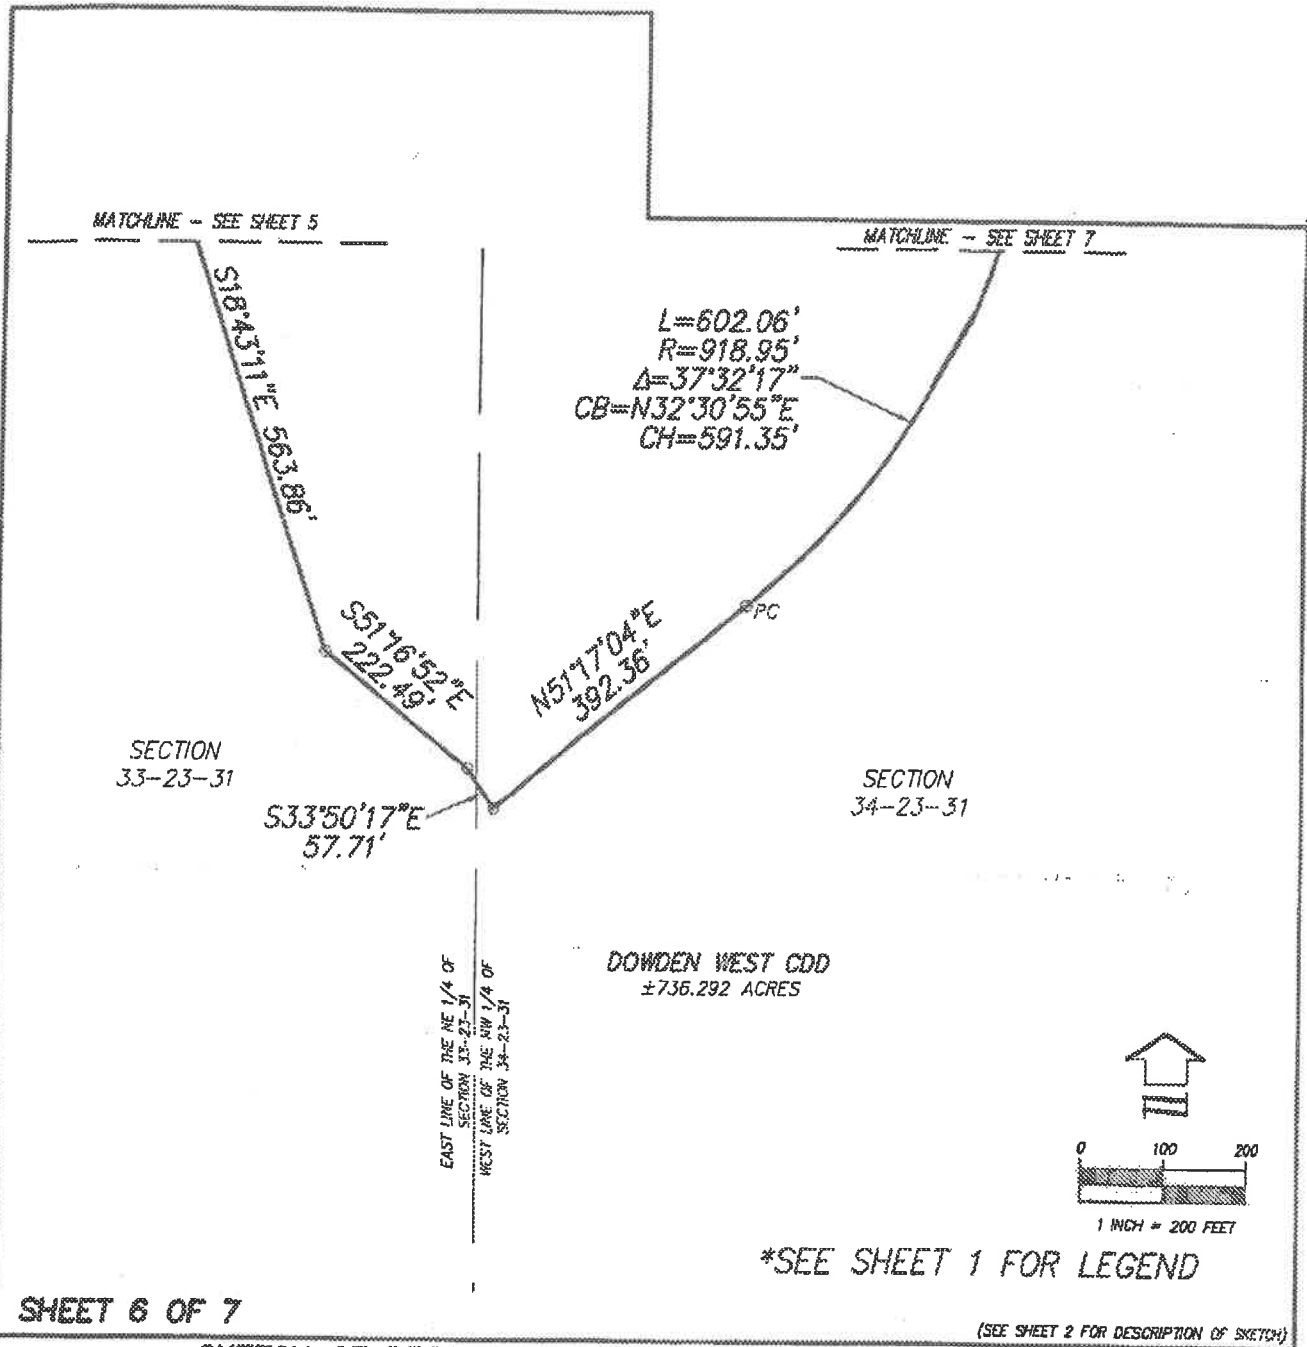 MATCHLINE - SEE SHEET 5
MATCHLINE - SEE SHEET 7
S18°43'11"E 563.86'
L=602.06'
R=918.95'
Δ=37°32'17"
CB=N32°30'55"E
CH=591.35'
PC
S51°16'52"E
222.49'
N51°17'04"E
392.36'
SECTION
33-23-31
SECTION
34-23-31
S33°50'17"E
57.71'
DOWDEN WEST CDD
±736.292 ACRES
EAST LINE OF THE NE 1/4 OF
SECTION 33-23-31
WEST LINE OF THE NW 1/4 OF
SECTION 34-23-31
0 100 200
1 INCH = 200 FEET
*SEE SHEET 1 FOR LEGEND
SHEET 6 OF 7
(SEE SHEET 2 FOR DESCRIPTION OF SKETCH)